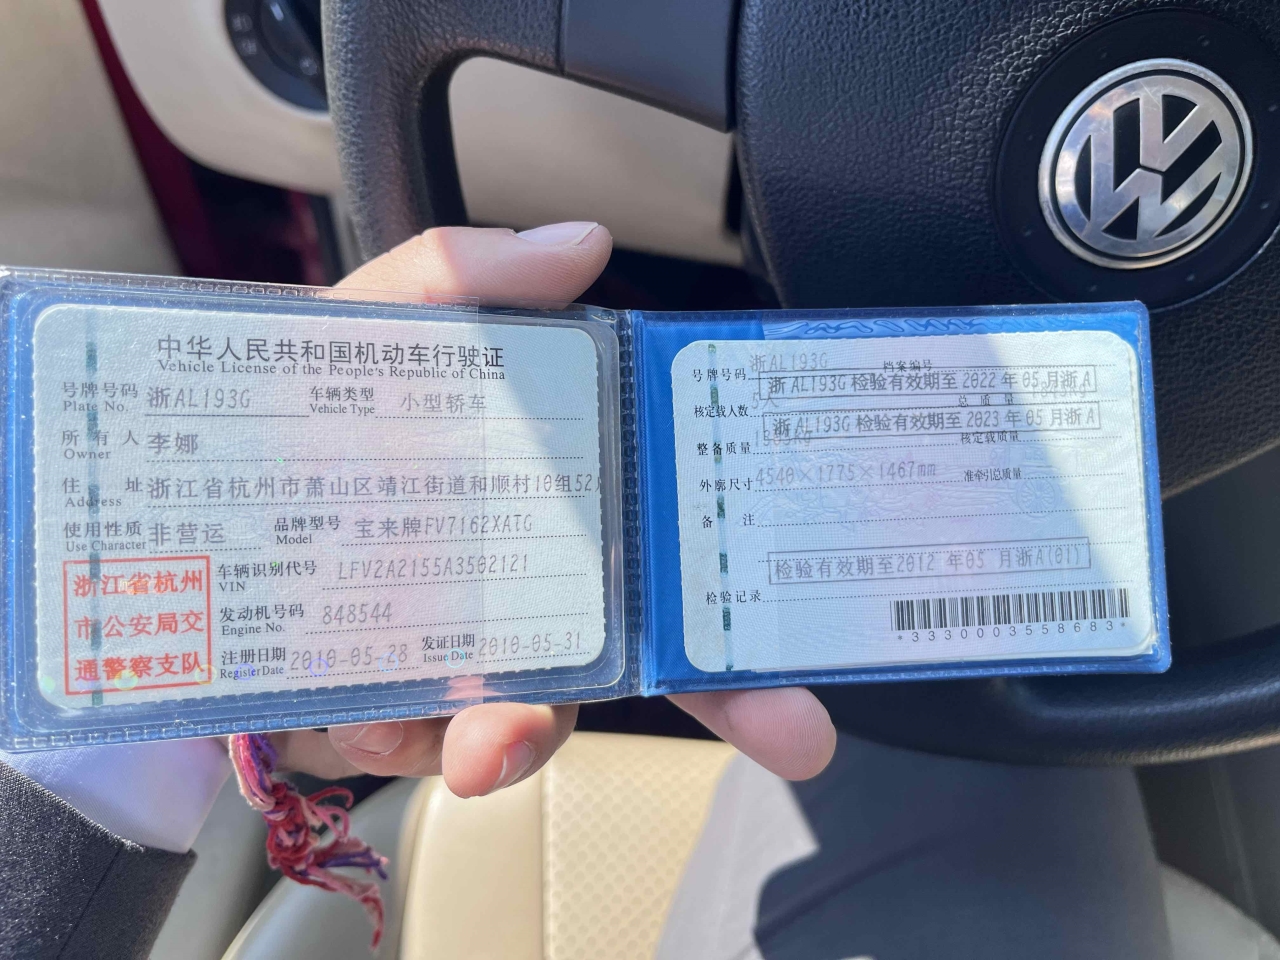 中华人民共和国机动车行驶证
Vehicle License of the People's Republic of China
号牌号码 浙AL193G 车辆类型 小型轿车
Plate No. Vehicle Type
所有人 李娜
Owner
住址 浙江省杭州市萧山区靖江街道和顺村10组52
Address
使用性质 非营运 品牌型号 宝来牌FV7162XATG
Use Character Model
浙江省杭州
市公安局交
通警察支队
车辆识别代号 LFV2A2155A3502121
VIN
发动机号码 848544
Engine No.
注册日期 2010-05-28 发证日期 2010-05-31
Register Date Issue Date
号牌号码 浙AL193G 档案编号
浙AL193G检验有效期至2022年05月浙A
核定载人数 总质量
浙AL193G检验有效期至2023年05月浙A
整备质量 核定载质量
外廓尺寸 4540×1775×1467mm 准牵引总质量
备注
检验有效期至2012 年05 月浙A(01)
检验记录
*3330003558683*